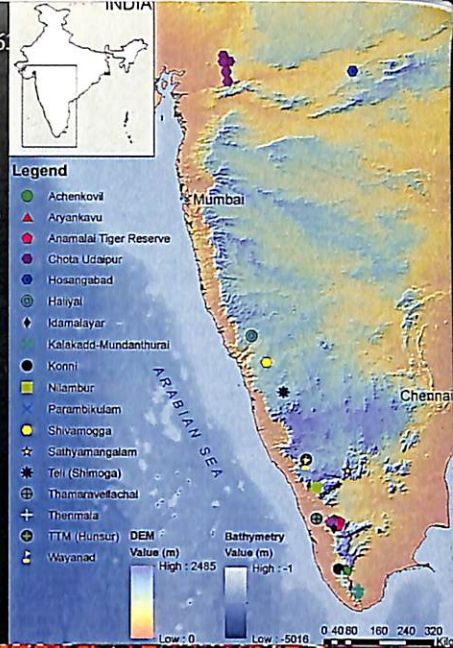 INDIA
Legend
Achenkovil
Aryankavu
Anamalai Tiger Reserve
Chota Udaipur
Hosangabad
Haliyal
Idamalayar
Kalakadd-Mundanthurai
Konni
Nilambur
Parambikulam
Shivamogga
Sathyamangalam
Teli (Shimoga)
Thamaravellachal
Thenmala
TTM (Hunsur)
Wayanad
DEM
Value (m)
High : 2485
Low : 0
Bathymetry
Value (m)
High : -1
Low : -5016
Mumbai
Chennai
ARABIAN SEA
0 40 80 160 240 320